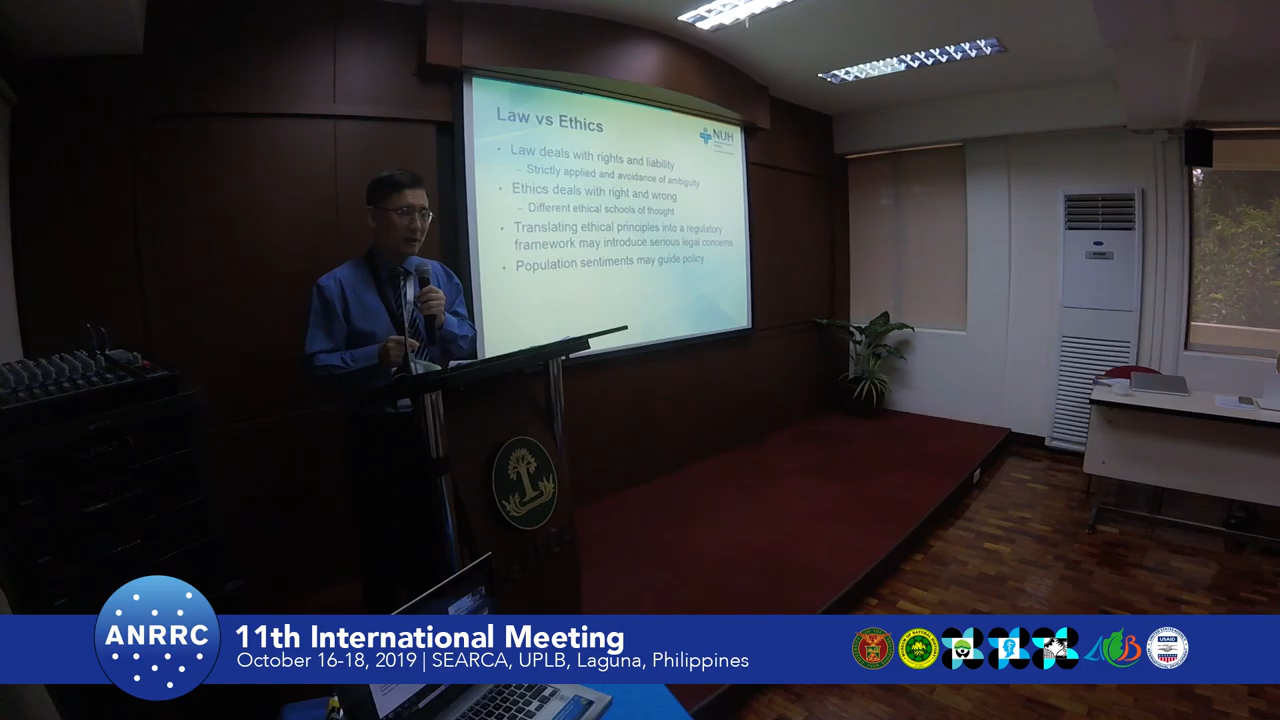 Law vs Ethics
NUH
• Law deals with rights and liability
– Strictly applied and avoidance of ambiguity
• Ethics deals with right and wrong
– Different ethical schools of thought
• Translating ethical principles into a regulatory
framework may introduce serious legal concerns
• Population sentiments may guide policy
ANRRC
11th International Meeting
October 16-18, 2019 | SEARCA, UPLB, Laguna, Philippines
USAID